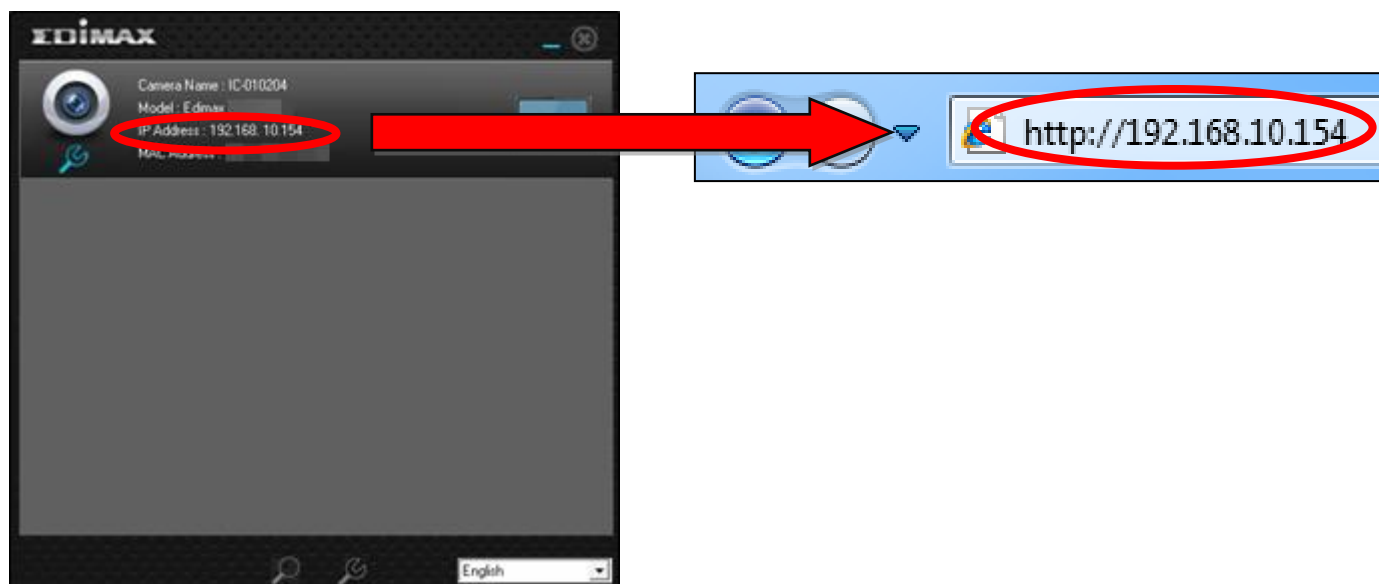 EDIMAX
Camera Name : IC-010204
Model : Edimax
IP Address : 192.168. 10.154
MAC Address :
http://192.168.10.154
English